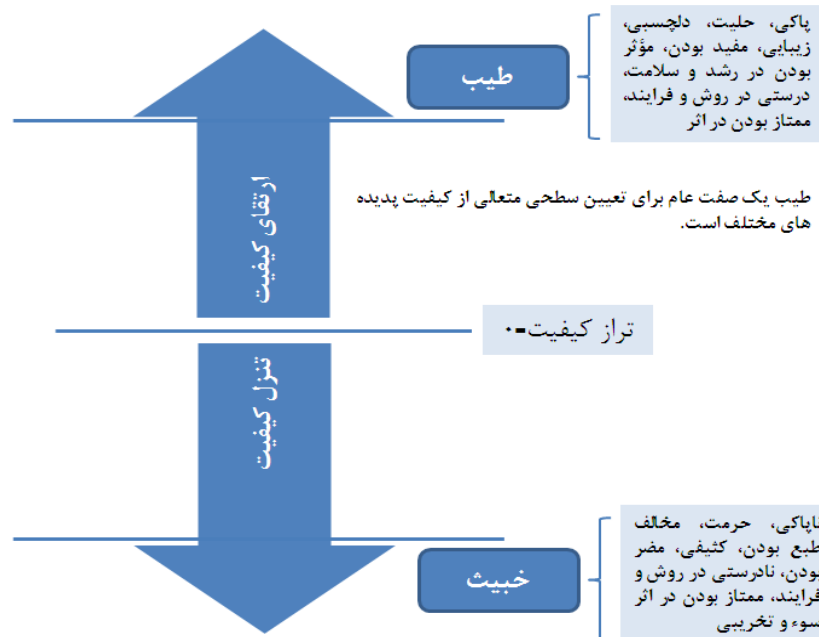 پاکی، حلیت، دلچسبی،
زیبایی، مفید بودن، مؤثر
بودن در رشد و سلامت،
درستی در روش و فرایند،
ممتاز بودن در اثر
طیب
طیب یک صفت عام برای تعیین سطحی متعالی از کیفیت پدیده
های مختلف است.
ارتقای کیفیت
تراز کیفیت=۰
تنزل کیفیت
ناپاکی، حرمت، مخالف
طبع بودن، کثیفی، مضر
بودن، نادرستی در روش و
فرایند، ممتاز بودن در اثر
سوء و تخریبی
خبیث